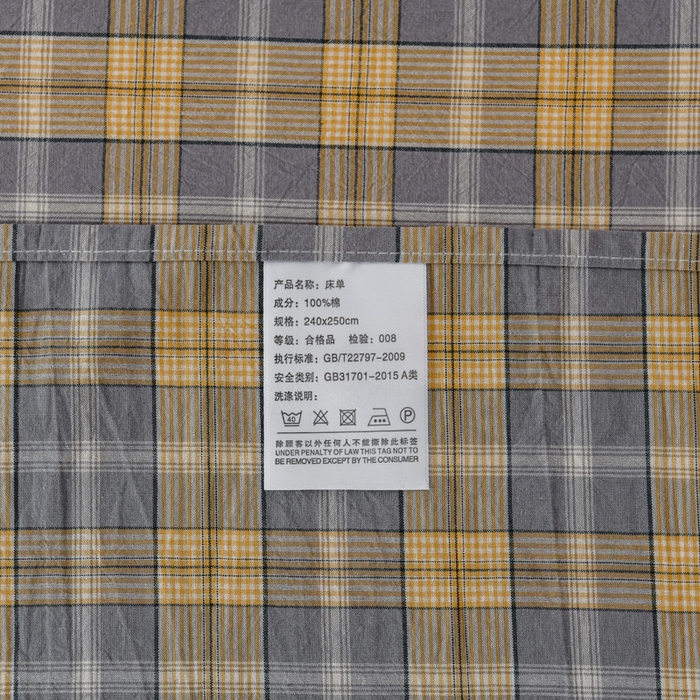 产品名称：床单
成分：100%棉
规格：240x250cm
等级：合格品 检验：008
执行标准：GB/T22797-2009
安全类别：GB31701-2015 A类
洗涤说明：
40 P
除顾客以外任何人不能撕除此标签
UNDER PENALTY OF LAW THIS TAG NOT TO
BE REMOVED EXCEPT BY THE CONSUMER